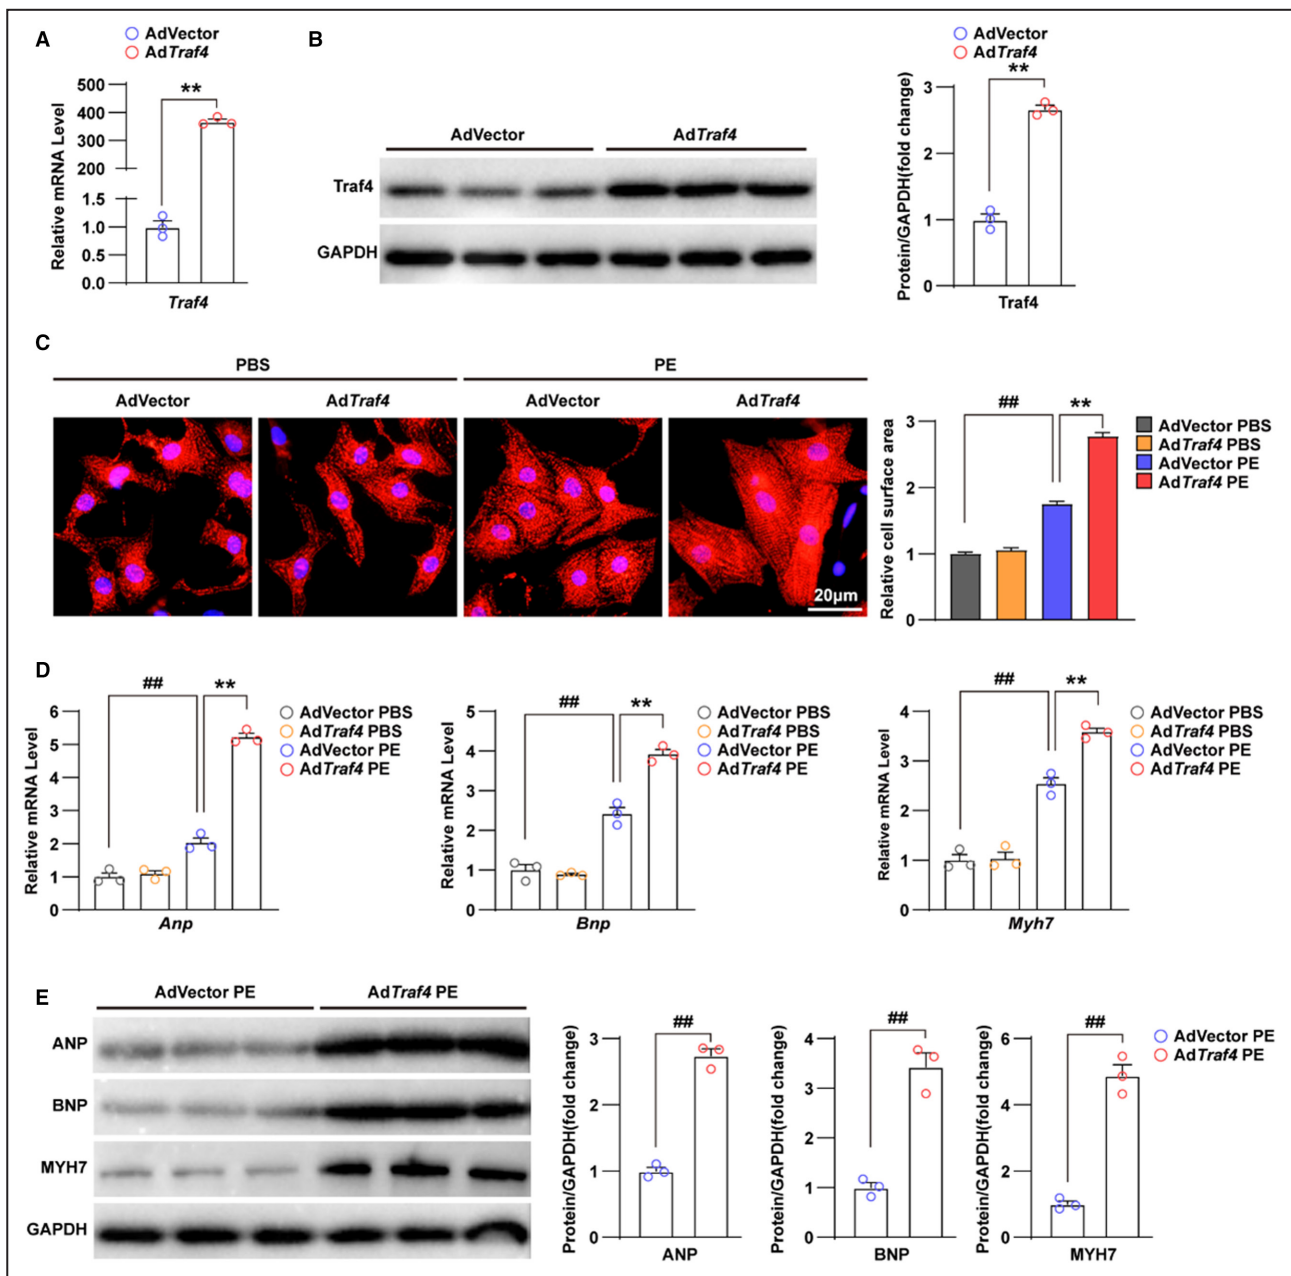 A
AdVector
AdTraf4
Relative mRNA Level
500
400
300
200
1.5
1.0
0.5
0.0
**
Traf4
B
AdVector
AdTraf4
Traf4
GAPDH
AdVector
AdTraf4
Protein/GAPDH(fold change)
3
2
1
0
**
Traf4
C
PBS
PE
AdVector
AdTraf4
AdVector
AdTraf4
20μm
Relative cell surface area
3
2
1
0
##
**
AdVector PBS
AdTraf4 PBS
AdVector PE
AdTraf4 PE
D
Relative mRNA Level
6
5
4
3
2
1
0
##
**
Anp
AdVector PBS
AdTraf4 PBS
AdVector PE
AdTraf4 PE
Relative mRNA Level
5
4
3
2
1
0
##
**
Bnp
AdVector PBS
AdTraf4 PBS
AdVector PE
AdTraf4 PE
Relative mRNA Level
4
3
2
1
0
##
**
Myh7
AdVector PBS
AdTraf4 PBS
AdVector PE
AdTraf4 PE
E
AdVector PE
AdTraf4 PE
ANP
BNP
MYH7
GAPDH
Protein/GAPDH(fold change)
3
2
1
0
##
ANP
Protein/GAPDH(fold change)
4
3
2
1
0
##
BNP
Protein/GAPDH(fold change)
6
4
2
0
##
MYH7
AdVector PE
AdTraf4 PE